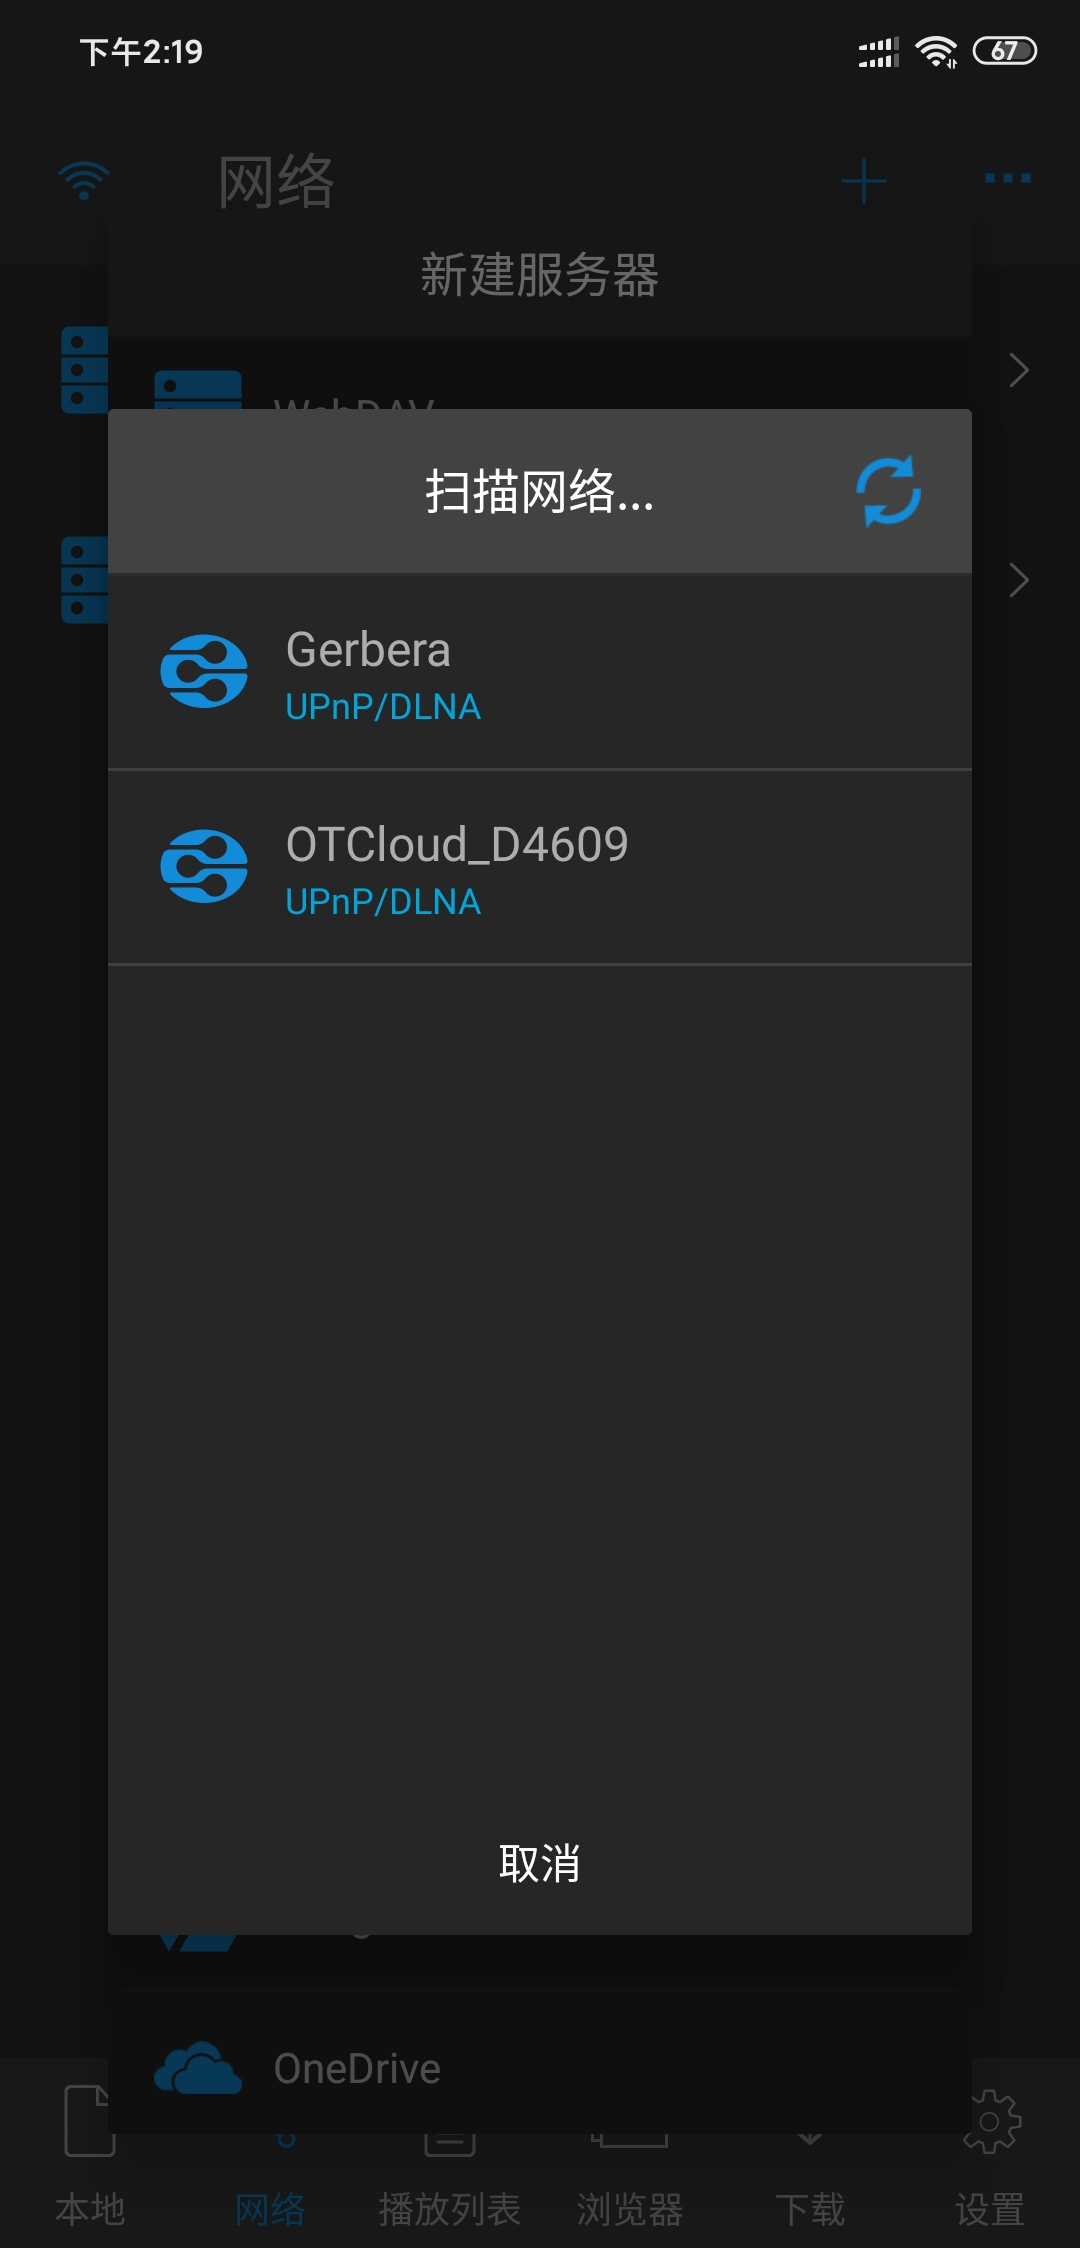 下午2:19
67
网络
新建服务器
WebDAV
扫描网络...
Gerbera
UPnP/DLNA
OTCloud_D4609
UPnP/DLNA
取消
OneDrive
本地
网络
播放列表
浏览器
下载
设置